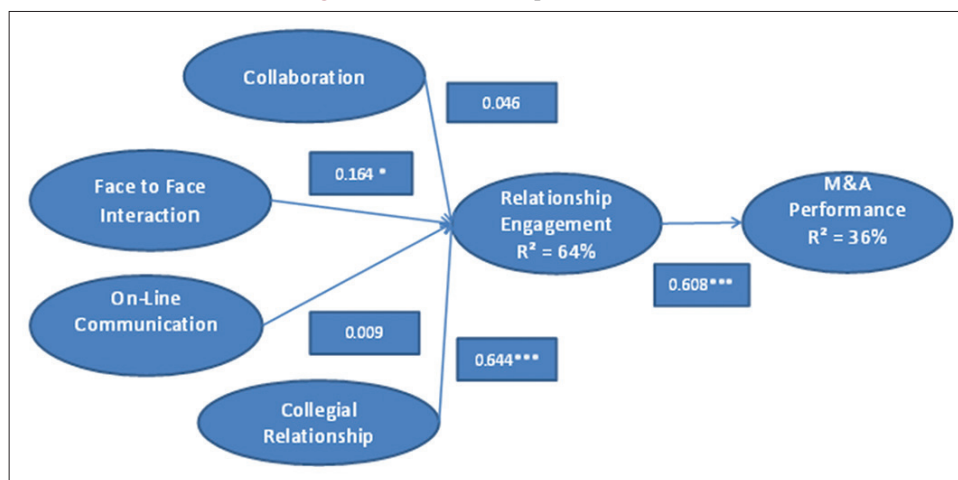 Collaboration
0.046
0.164 *
Face to Face
Interaction
Relationship
Engagement
R² = 64%
M&A
Performance
R² = 36%
0.608***
On-Line
Communication
0.009
0.644***
Collegial
Relationship